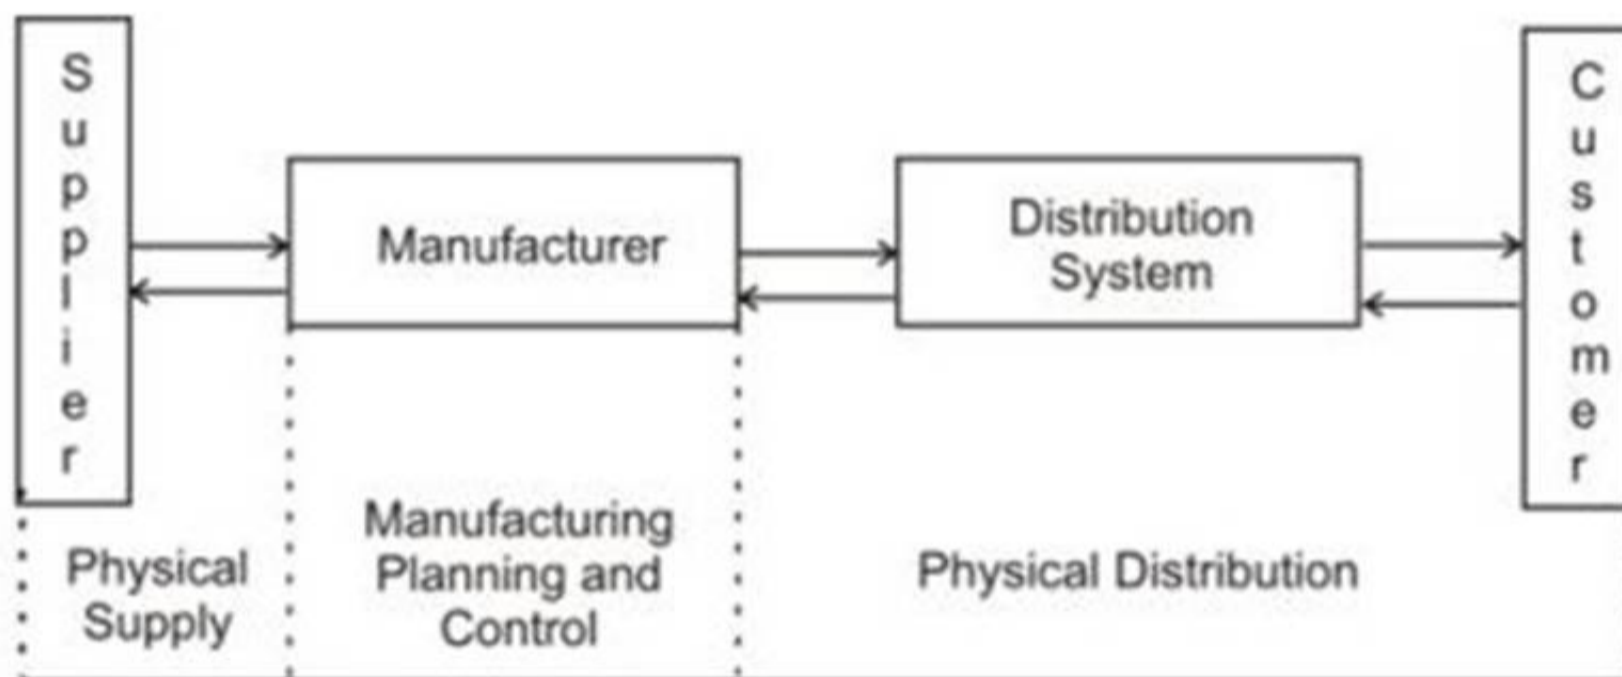 Supplier
Manufacturer
Distribution
System
Customer
Physical
Supply
Manufacturing
Planning and
Control
Physical Distribution